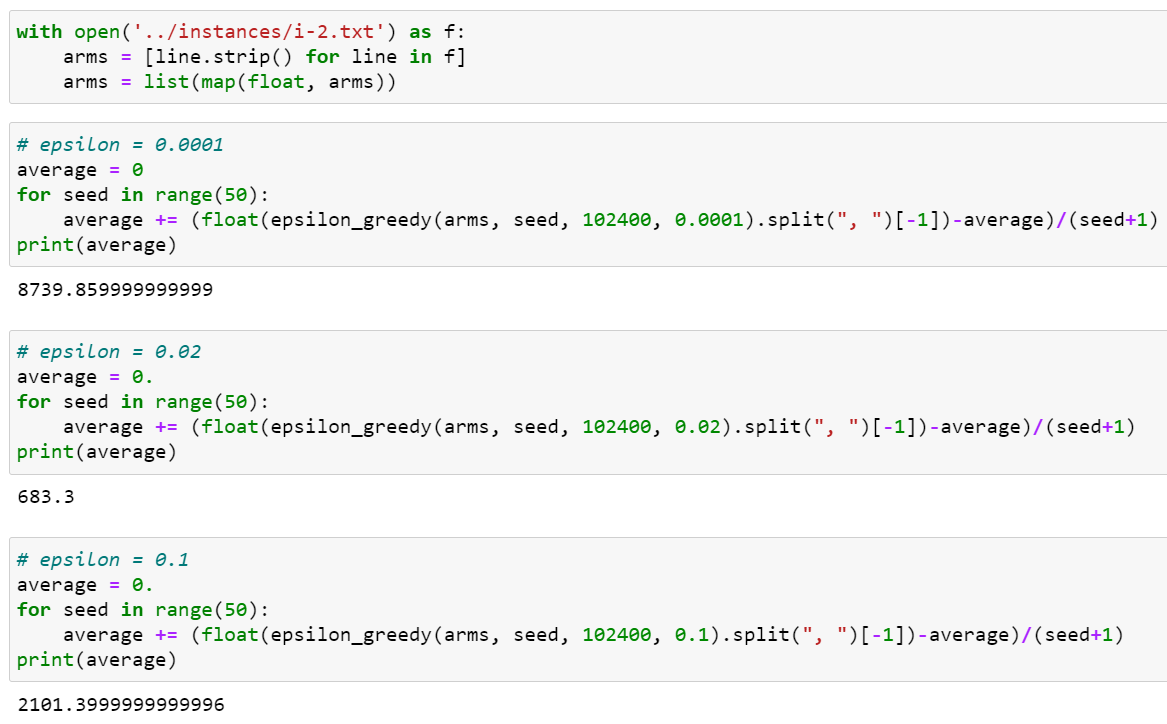 with open('../instances/i-2.txt') as f:
    arms = [line.strip() for line in f]
    arms = list(map(float, arms))
# epsilon = 0.0001
average = 0
for seed in range(50):
    average += (float(epsilon_greedy(arms, seed, 102400, 0.0001).split(", ")[-1])-average)/(seed+1)
print(average)
8739.859999999999
# epsilon = 0.02
average = 0.
for seed in range(50):
    average += (float(epsilon_greedy(arms, seed, 102400, 0.02).split(", ")[-1])-average)/(seed+1)
print(average)
683.3
# epsilon = 0.1
average = 0.
for seed in range(50):
    average += (float(epsilon_greedy(arms, seed, 102400, 0.1).split(", ")[-1])-average)/(seed+1)
print(average)
2101.3999999999996